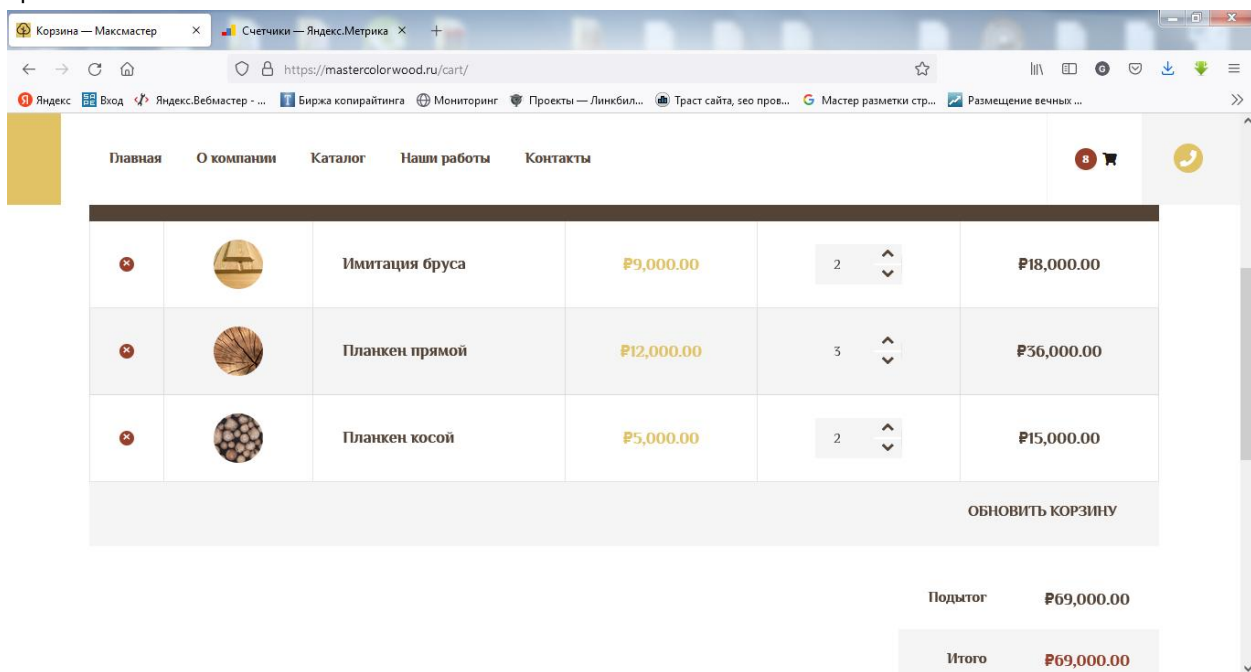 Корзина — Максмастер
Счетчики — Яндекс.Метрика
https://mastercolorwood.ru/cart/
Яндекс Вход Яндекс.Вебмастер - ... Биржа копирайтинга Мониторинг Проекты — Линкбил... Траст сайта, seo пров... Мастер разметки стр... Размещение вечных ...
Главная О компании Каталог Наши работы Контакты 8
Имитация бруса ₽9,000.00 2 ₽18,000.00
Планкен прямой ₽12,000.00 3 ₽36,000.00
Планкен косой ₽5,000.00 2 ₽15,000.00
ОБНОВИТЬ КОРЗИНУ
Подытог ₽69,000.00
Итого ₽69,000.00